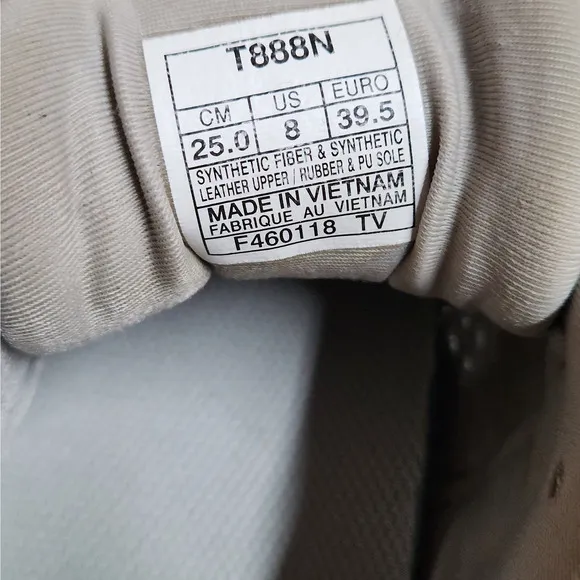 T888N
CM US EURO
25.0 8 39.5
SYNTHETIC FIBER & SYNTHETIC
LEATHER UPPER / RUBBER & PU SOLE
MADE IN VIETNAM
FABRIQUE AU VIETNAM
F460118 TV